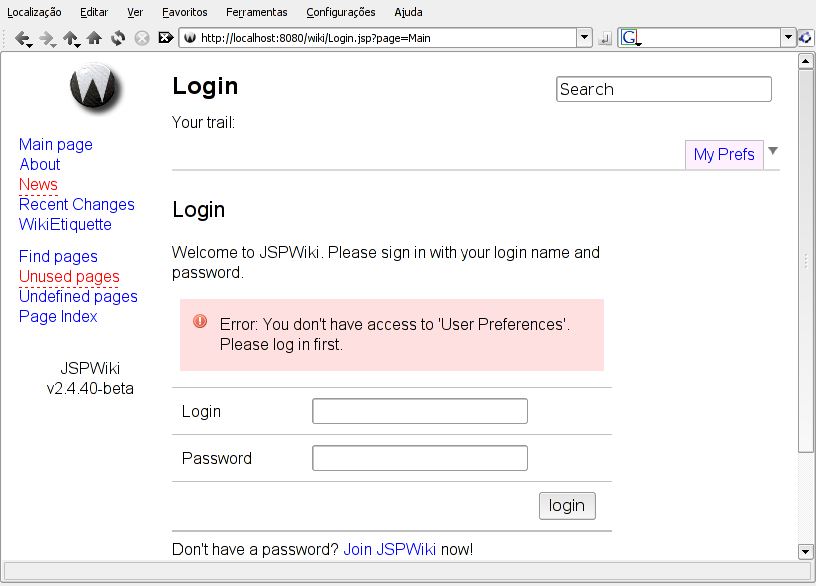 Localização Editar Ver Favoritos Ferramentas Configurações Ajuda
http://localhost:8080/wiki/Login.jsp?page=Main G
W
Login
Search
Your trail:
My Prefs
Main page
About
News
Recent Changes
WikiEtiquette
Find pages
Unused pages
Undefined pages
Page Index
JSPWiki
v2.4.40-beta
Login
Welcome to JSPWiki. Please sign in with your login name and
password.
Error: You don't have access to 'User Preferences'.
Please log in first.
Login
Password
login
Don't have a password? Join JSPWiki now!